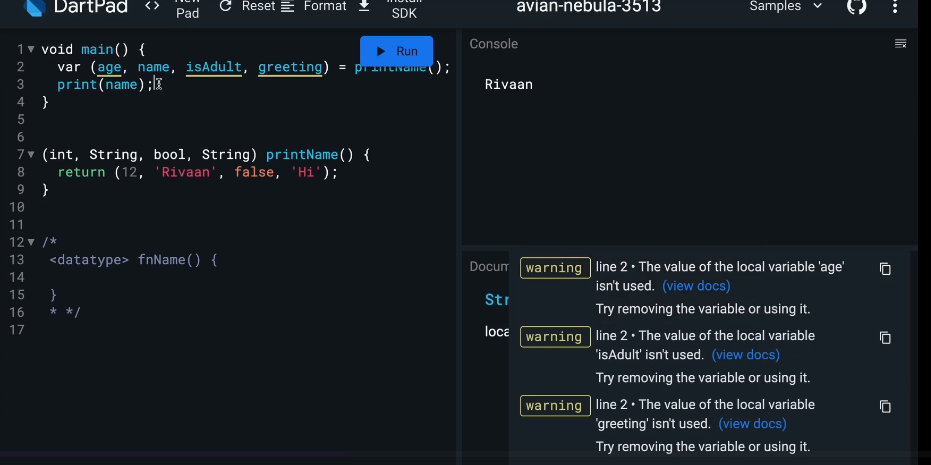 DartPad
<> New Pad
Reset
Format
Install SDK
avian-nebula-3513
Samples
Run
1 void main() {
2 var (age, name, isAdult, greeting) = printName();
3 print(name);
4 }
5
6
7 (int, String, bool, String) printName() {
8 return (12, 'Rivaan', false, 'Hi');
9 }
10
11
12 /*
13 <datatype> fnName() {
14
15 }
16 * */
17
Console
Rivaan
Docum
Str
loca
warning line 2 • The value of the local variable 'age'
isn't used. (view docs)
Try removing the variable or using it.
warning line 2 • The value of the local variable
'isAdult' isn't used. (view docs)
Try removing the variable or using it.
warning line 2 • The value of the local variable
'greeting' isn't used. (view docs)
Try removing the variable or using it.